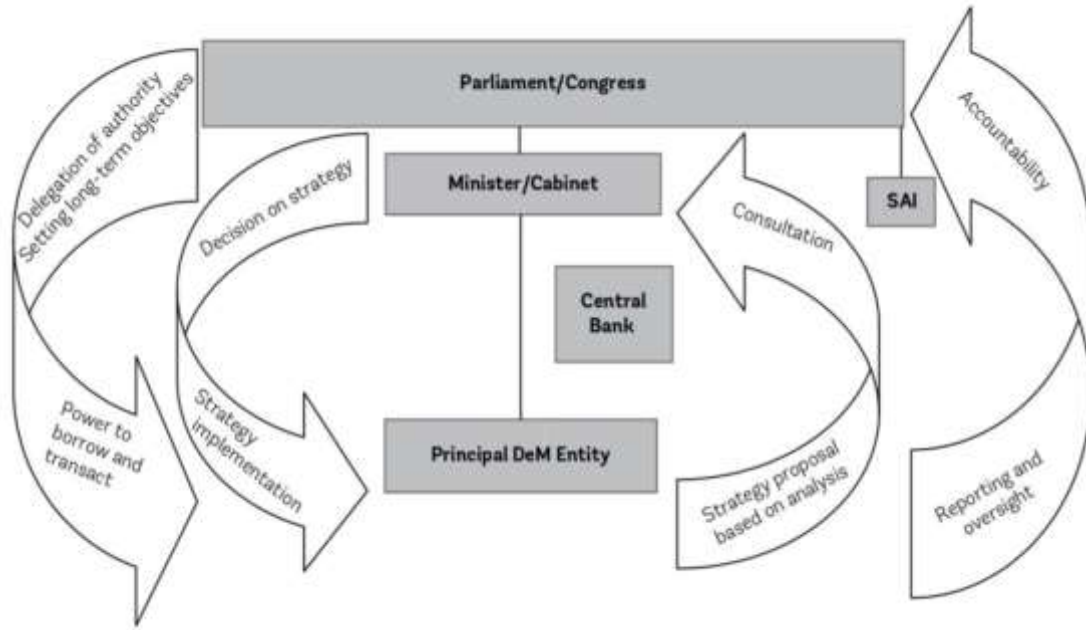 Parliament/Congress
Delegation of authority
Setting long-term objectives
Accountability
Minister/Cabinet
SAI
Decision on strategy
Consultation
Central
Bank
Power to
borrow and
transact
Strategy
implementation
Principal DeM Entity
Strategy proposal
based on analysis
Reporting and
oversight